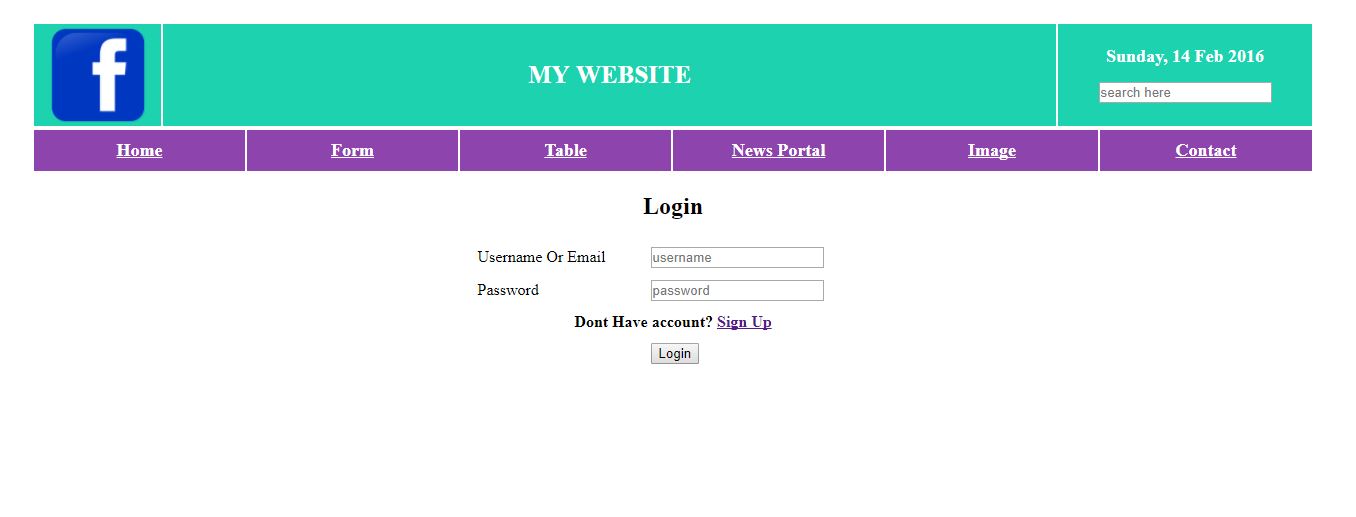 f
MY WEBSITE
Sunday, 14 Feb 2016
search here
Home Form Table News Portal Image Contact
Login
Username Or Email username
Password password
Dont Have account? Sign Up
Login